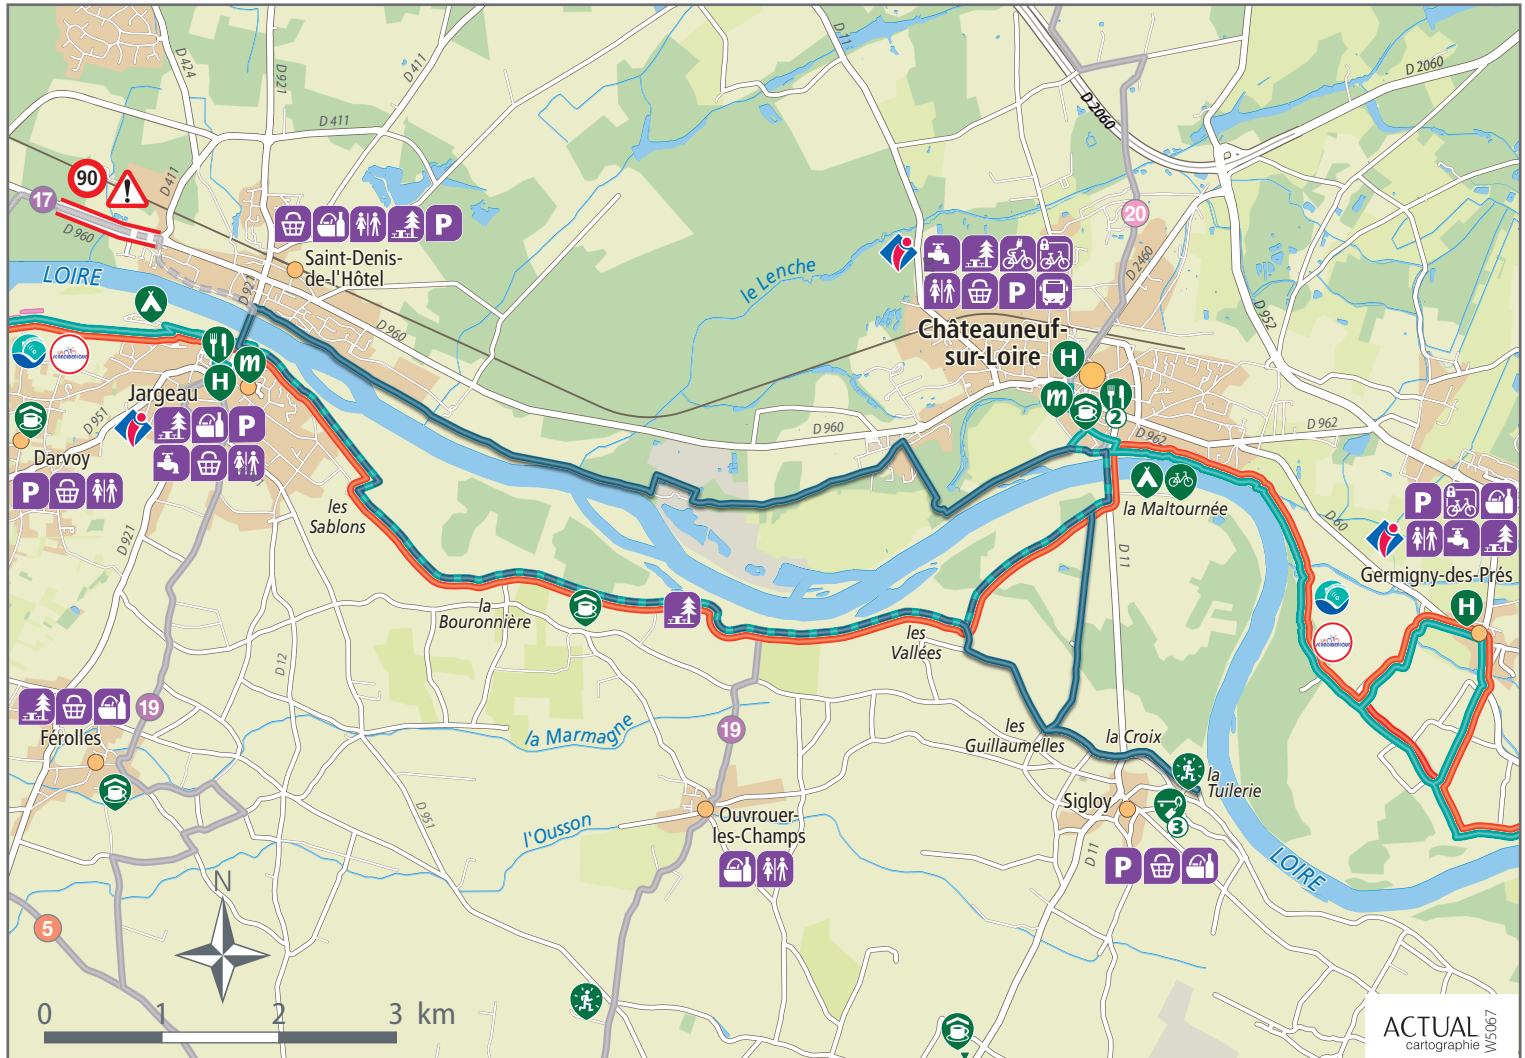 D 424
D 921
D 411
D 11
D 2060
D 2060
D 411
90
!
D 411
17
D 960
20
P
Saint-Denis-
de-l'Hôtel
LOIRE
D 921
D 960
le Lenche
P
D 2460
D 952
Châteauneuf-
sur-Loire
H
m
H
Jargeau
m
2
D 951
P
Darvoy
P
D 960
D 962
D 962
les
Sablons
la Maltournée
D 60
P
D 921
D 11
Germigny-des-Prés
H
la
Bouronnière
les
Vallées
D 12
19
Férolles
la Marmagne
19
les
Guillaumelles
la Croix
la
Tuilerie
Sigloy
3
D 951
l'Ousson
Ouvrouer-
les-Champs
D 11
P
LOIRE
N
5
0 1 2 3 km
ACTUAL
cartographie
W5067